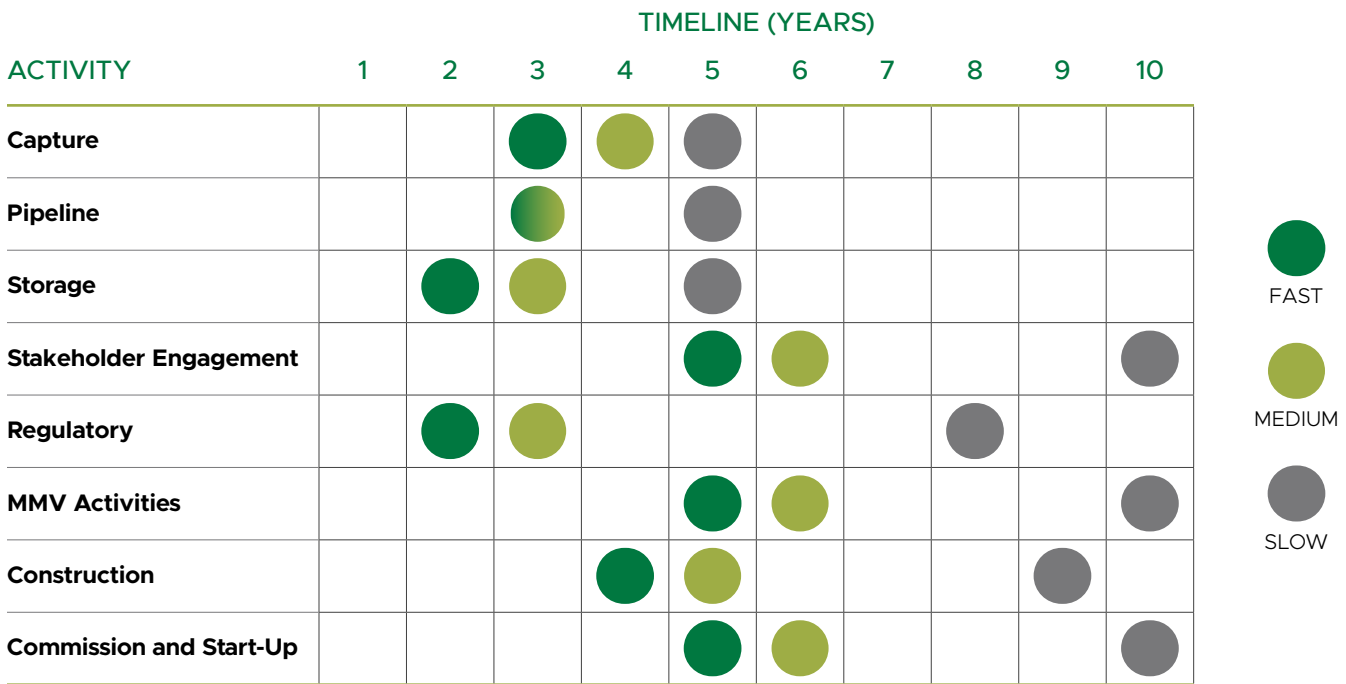 TIMELINE (YEARS)
ACTIVITY 1 2 3 4 5 6 7 8 9 10
Capture
Pipeline
Storage
Stakeholder Engagement
Regulatory
MMV Activities
Construction
Commission and Start-Up
FAST
MEDIUM
SLOW